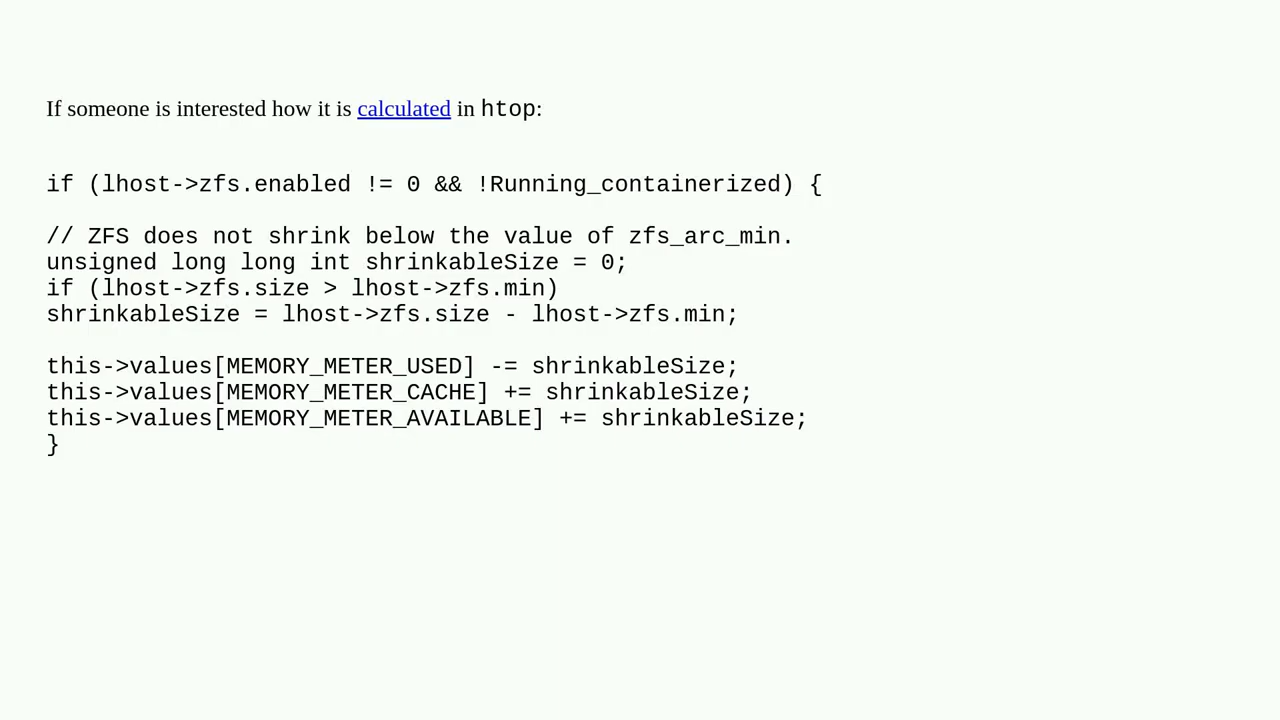 If someone is interested how it is calculated in htop:
if (lhost->zfs.enabled != 0 && !Running_containerized) {
// ZFS does not shrink below the value of zfs_arc_min.
unsigned long long int shrinkableSize = 0;
if (lhost->zfs.size > lhost->zfs.min)
shrinkableSize = lhost->zfs.size - lhost->zfs.min;
this->values[MEMORY_METER_USED] -= shrinkableSize;
this->values[MEMORY_METER_CACHE] += shrinkableSize;
this->values[MEMORY_METER_AVAILABLE] += shrinkableSize;
}